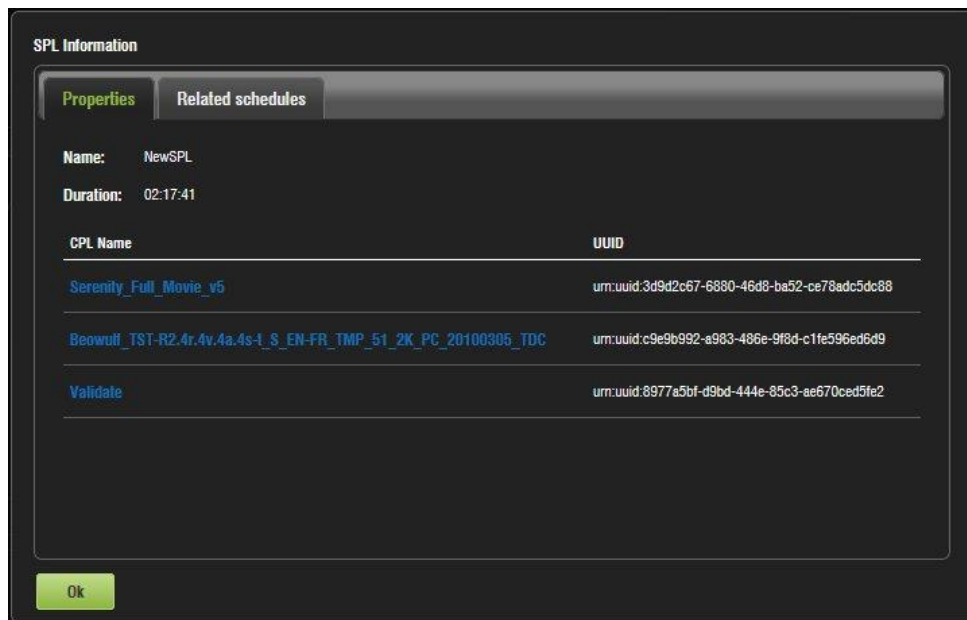 SPL Information
Properties Related schedules
Name: NewSPL
Duration: 02:17:41
CPL Name UUID
Serenity_Full_Movie_v5 urn:uuid:3d9d2c67-6880-46d8-ba52-ce78adc5dc88
Beowulf_TST-R2.4r.4v.4a.4s-t_S_EN-FR_TMP_51_2K_PC_20100305_TDC urn:uuid:c9e9b992-a983-486e-9f8d-c1fe596ed6d9
Validate urn:uuid:8977a5bf-d9bd-444e-85c3-ae670ced5fe2
Ok